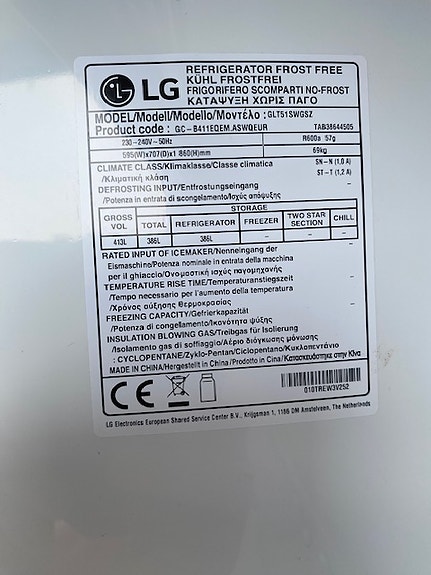 LG
REFRIGERATOR FROST FREE
KÜHL FROSTFREI
FRIGORIFERO SCOMPARTI NO-FROST
ΚΑΤΑΨΥΞΗ ΧΩΡΙΣ ΠΑΓΟ
MODEL/Modell/Modello/Μοντέλο: GLT51SWGSZ
Product code : GC-B411EQEM.ASWQEUR TAB38644505
230-240V~50Hz R600a 57g
595(W)x707(D)x1 860(H)mm 69kg
CLIMATE CLASS/Klimaklasse/Classe climatica SN-N (1,0 A)
/Κλιματική κλάση ST-T (1,2 A)
DEFROSTING INPUT/Entfrostungseingang –
/Potenza in entrata di scongelamento/Ισχύς απόψυξης
GROSS VOL STORAGE
TOTAL REFRIGERATOR FREEZER TWO STAR SECTION CHILL
413L 386L 386L – – –
RATED INPUT OF ICEMAKER/Nenneingang der
Eismaschine/Potenza nominale in entrata della macchina –
per il ghiaccio/Ονομαστική ισχύς παγομηχανής
TEMPERATURE RISE TIME/Temperaturanstiegszeit
/Tempo necessario per l'aumento della temperatura –
/Χρόνος αύξησης θερμοκρασίας
FREEZING CAPACITY/Gefrierkapazität –
/Potenza di congelamento/Ικανότητα ψύξης
INSULATION BLOWING GAS/Treibgas für Isolierung
/Isolamento gas di soffiaggio/Αέριο διόγκωσης μόνωσης
: CYCLOPENTANE/Zyklo-Pentan/Ciclopentano/Κυκλοπεντάνιο
MADE IN CHINA/Hergestellt in China/Prodotto in Cina/Κατασκευάστηκε στην Κίνα
CE
010TREW3V252
LG Electronics European Shared Service Center B.V., Krijgsman 1, 1186 DM Amstelveen, The Netherlands